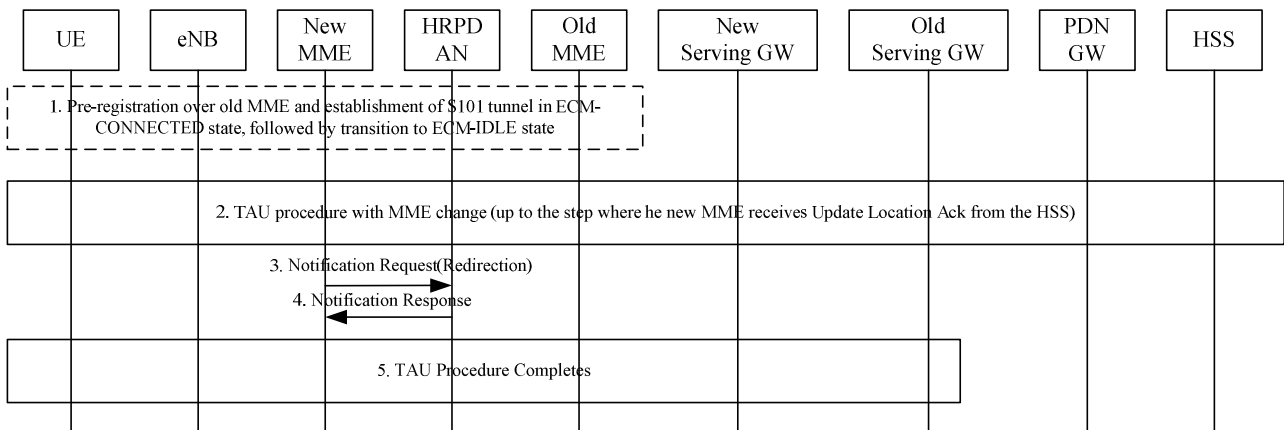 UE
eNB
New
MME
HRPD
AN
Old
MME
New
Serving GW
Old
Serving GW
PDN
GW
HSS
1. Pre-registration over old MME and establishment of S101 tunnel in ECM-
CONNECTED state, followed by transition to ECM-IDLE state
2. TAU procedure with MME change (up to the step where he new MME receives Update Location Ack from the HSS)
3. Notification Request(Redirection)
4. Notification Response
5. TAU Procedure Completes